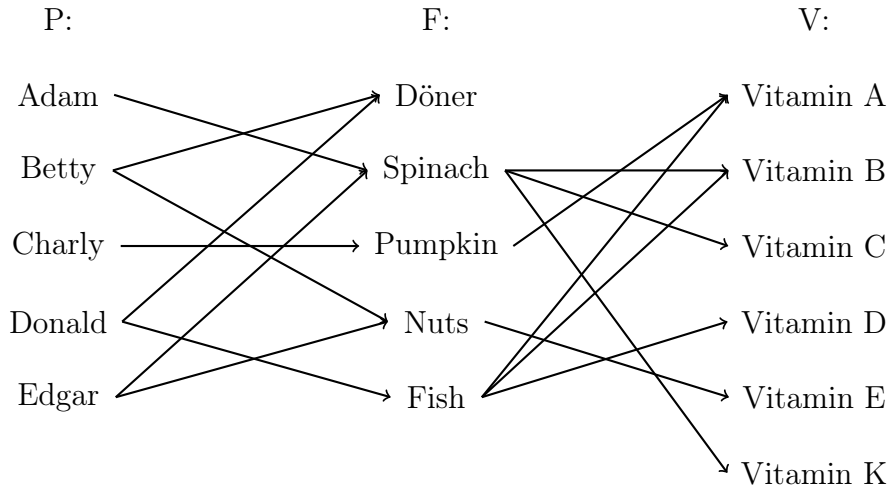 P: F: V:
Adam Döner Vitamin A
Betty Spinach Vitamin B
Charly Pumpkin Vitamin C
Donald Nuts Vitamin D
Edgar Fish Vitamin E
Vitamin K